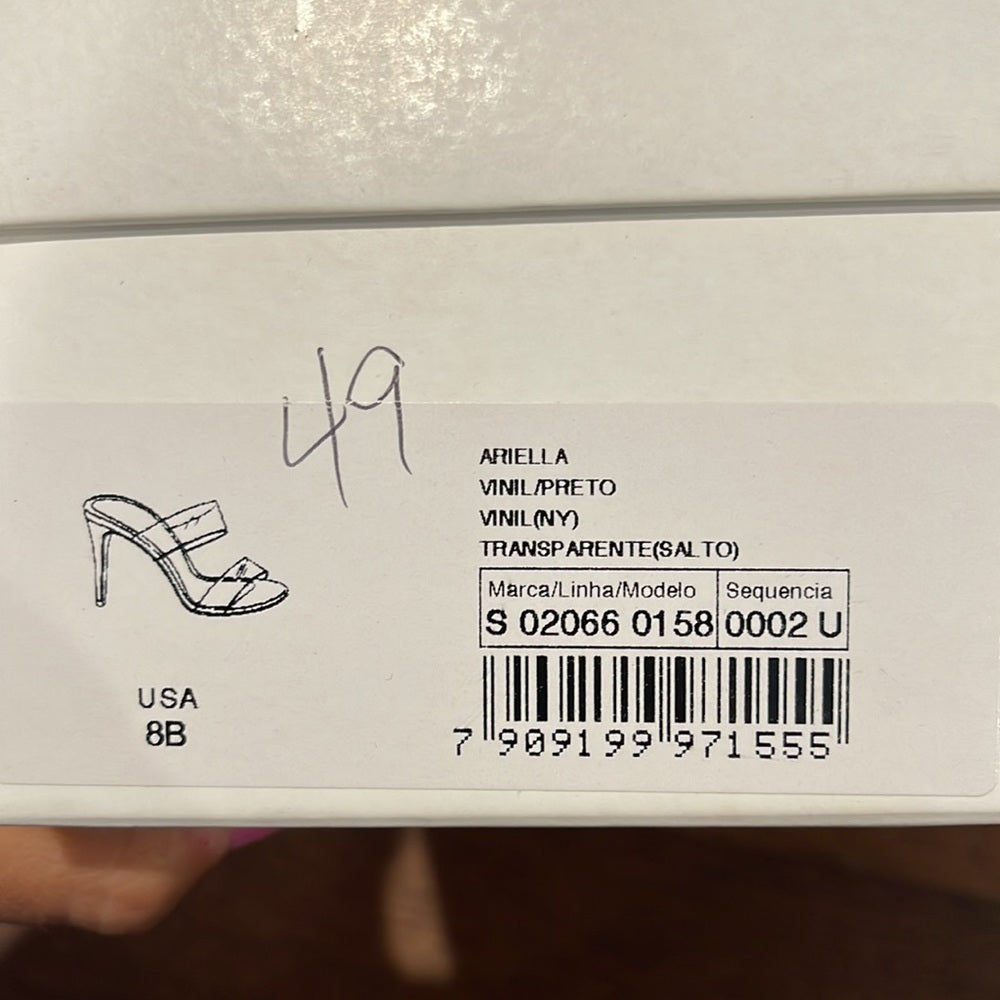 49
ARIELLA
VINIL/PRETO
VINIL(NY)
TRANSPARENTE(SALTO)
Marca/Linha/Modelo Sequencia
S 02066 0158 0002 U
7 909199 971555
USA
8B